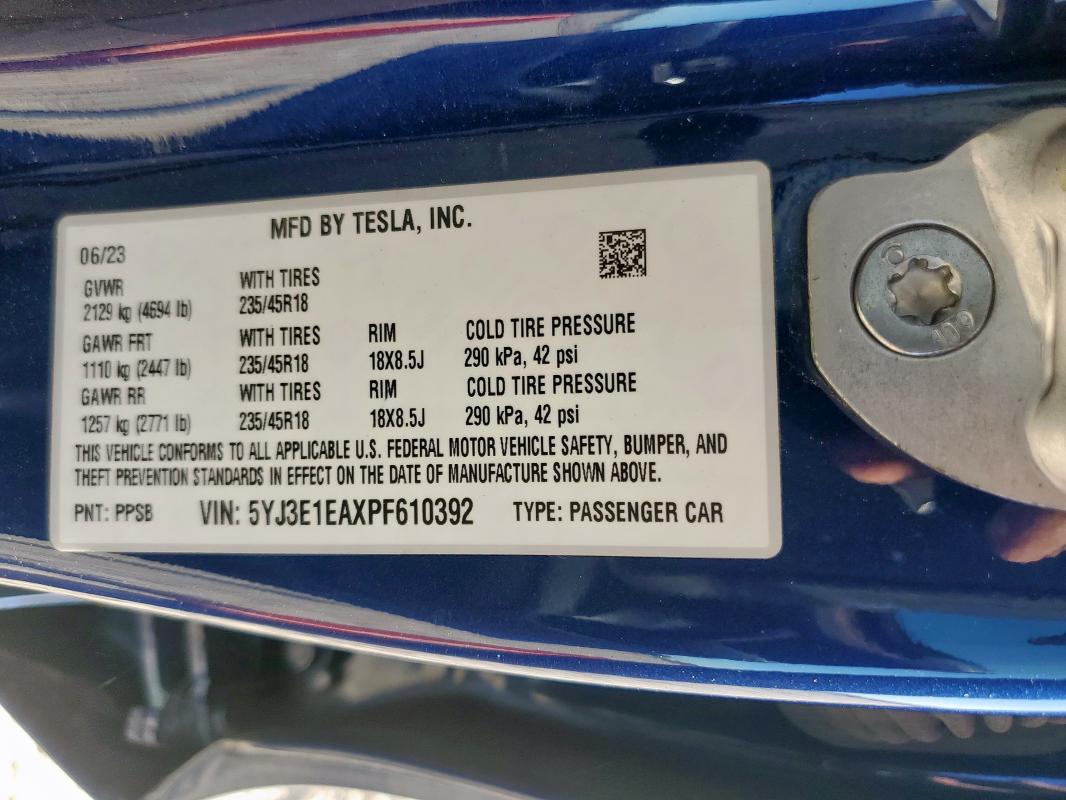 MFD BY TESLA, INC.
06/23
GVWR WITH TIRES
2129 kg (4694 lb) 235/45R18
GAWR FRT WITH TIRES RIM COLD TIRE PRESSURE
1110 kg (2447 lb) 235/45R18 18X8.5J 290 kPa, 42 psi
GAWR RR WITH TIRES RIM COLD TIRE PRESSURE
1257 kg (2771 lb) 235/45R18 18X8.5J 290 kPa, 42 psi
THIS VEHICLE CONFORMS TO ALL APPLICABLE U.S. FEDERAL MOTOR VEHICLE SAFETY, BUMPER, AND
THEFT PREVENTION STANDARDS IN EFFECT ON THE DATE OF MANUFACTURE SHOWN ABOVE.
PNT: PPSB VIN: 5YJ3E1EAXPF610392 TYPE: PASSENGER CAR